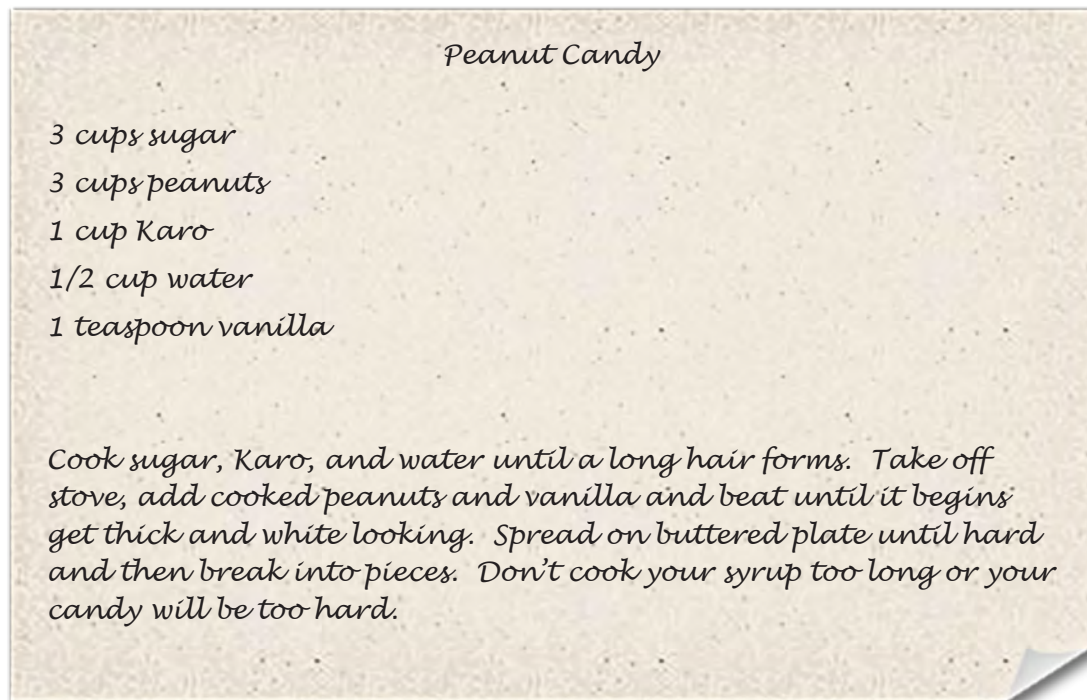 Peanut Candy
3 cups sugar
3 cups peanuts
1 cup Karo
1/2 cup water
1 teaspoon vanilla
Cook sugar, Karo, and water until a long hair forms.  Take off
stove, add cooked peanuts and vanilla and beat until it begins
get thick and white looking.  Spread on buttered plate until hard
and then break into pieces.  Don't cook your syrup too long or your
candy will be too hard.